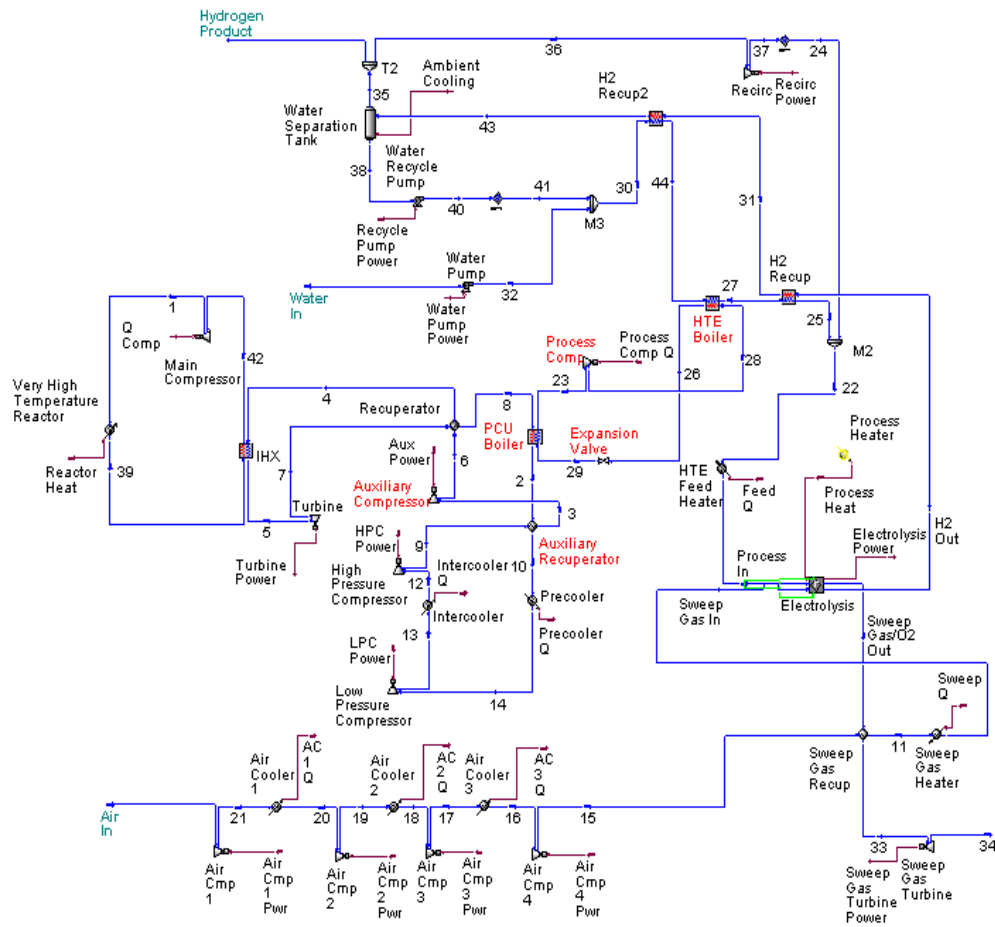 Hydrogen
Product
36
37
24
T2
Ambient
Cooling
H2
Recup2
Recirc
Recirc
Power
35
Water
Separation
Tank
43
38
Water
Recycle
Pump
40
41
30
44
31
M3
Recycle
Pump
Power
Water
Pump
32
Water
In
Water
Pump
Power
H2
Recup
27
25
HTE
Boiler
M2
1
Q
Comp
Main
Compressor
42
Process
Comp
Process
Comp Q
26
28
23
22
Very High
Temperature
Reactor
4
Recuperator
8
PCU
Boiler
Expansion
Valve
29
Process
Heater
Reactor
Heat
39
IHX
7
Aux
Power
6
2
HTE
Feed
Heater
Feed
Q
Process
Heat
Auxiliary
Compressor
3
5
Turbine
Turbine
Power
HPC
Power
9
Auxiliary
Recuperator
H2
Out
Electrolysis
Power
High
Pressure
Compressor
12
Intercooler
Q
Intercooler
10
Precooler
Precooler
Q
Process
In
Electrolysis
Sweep
Gas In
Sweep
Gas/O2
Out
13
LPC
Power
Low
Pressure
Compressor
14
Sweep
Q
Sweep
Gas
Recup
11
Sweep
Gas
Heater
Air
Cooler
1
AC
1
Q
Air
Cooler
2
AC
2
Q
Air
Cooler
3
AC
3
Q
Air
In
21
20
19
18
17
16
15
33
34
Air
Cmp
1
Air
Cmp
1
Pwr
Air
Cmp
2
Air
Cmp
2
Pwr
Air
Cmp
3
Air
Cmp
3
Pwr
Air
Cmp
4
Air
Cmp
4
Pwr
Sweep
Gas
Turbine
Power
Sweep
Gas
Turbine